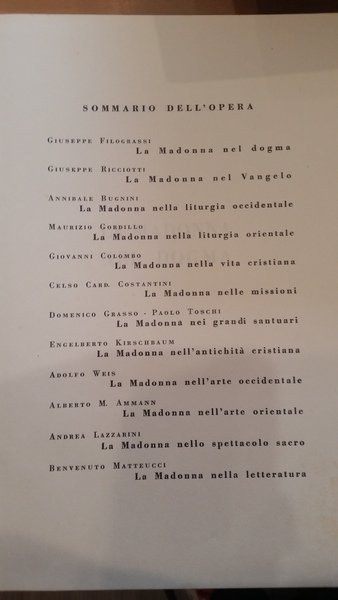 SOMMARIO DELL'OPERA
GIUSEPPE FILOGRASSI
La Madonna nel dogma
GIUSEPPE RICCIOTTI
La Madonna nel Vangelo
ANNIBALE BUGNINI
La Madonna nella liturgia occidentale
MAURIZIO GORDILLO
La Madonna nella liturgia orientale
GIOVANNI COLOMBO
La Madonna nella vita cristiana
CELSO CARD. COSTANTINI
La Madonna nelle missioni
DOMENICO GRASSO - PAOLO TOSCHI
La Madonna nei grandi santuari
ENGELBERTO KIRSCHBAUM
La Madonna nell'antichità cristiana
ADOLFO WEIS
La Madonna nell'arte occidentale
ALBERTO M. AMMANN
La Madonna nell'arte orientale
ANDREA LAZZARINI
La Madonna nello spettacolo sacro
BENVENUTO MATTEUCCI
La Madonna nella letteratura